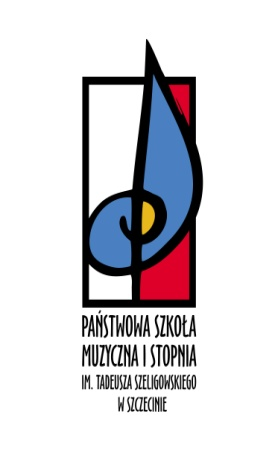 PAŃSTWOWA SZKOŁA
MUZYCZNA I STOPNIA
IM. TADEUSZA SZELIGOWSKIEGO
W SZCZECINIE